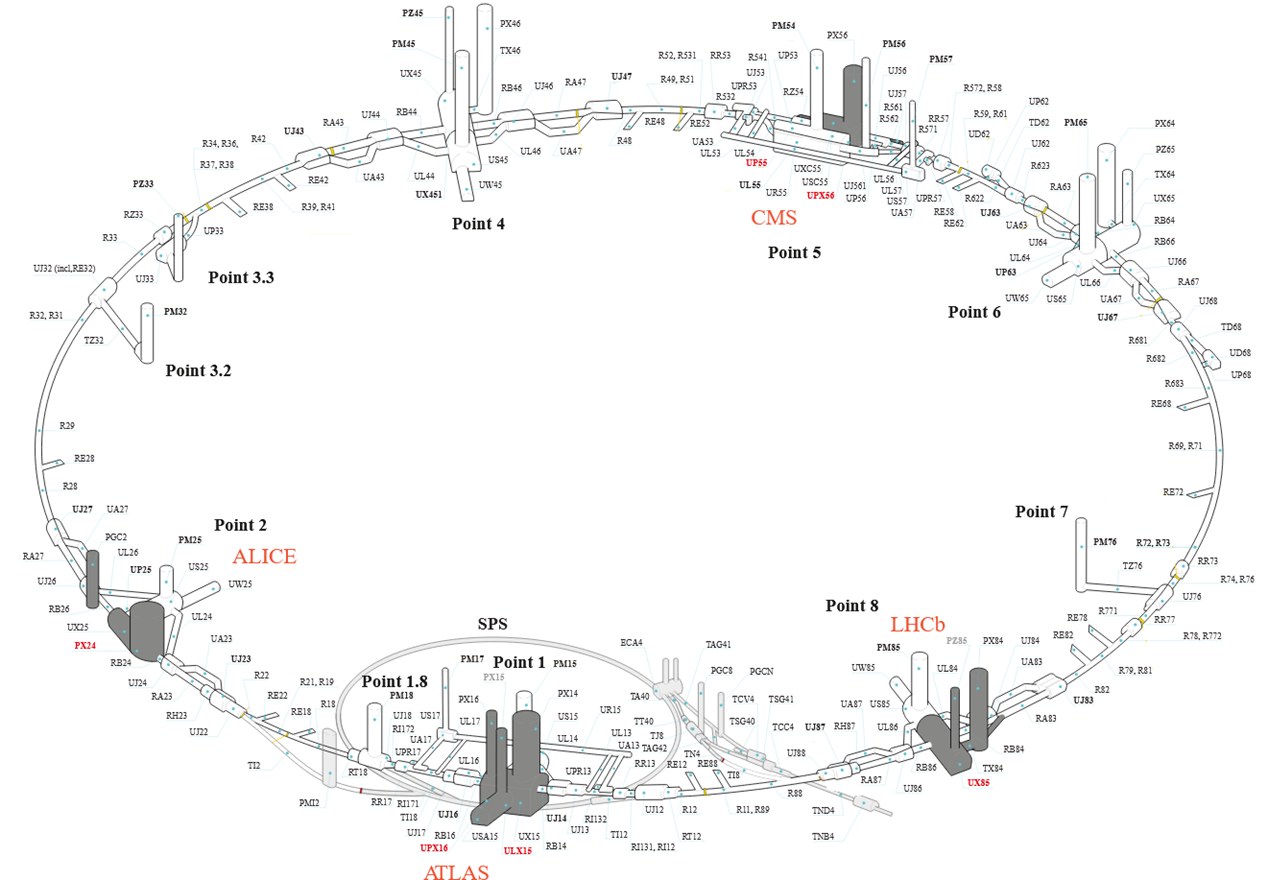 PZ45
PX46
PM45
TX46
UX45
RB46
UJ46
RA47
UJ47
R49, R51
R52, R531
RR53
R541
UP53
UJ53
UPR53
R532
PM54
PX56
RZ54
PM56
PM57
UJ56
UJ57
R561
R562
RR57
R571
R572, R58
R59, R61
UP62
TD62
UD62
UJ62
R623
PM65
PX64
PZ65
TX64
UX65
RB64
RB66
RA63
R34, R36,
R37, R38
R42
UJ43
RA43
UJ44
RB44
RE42
UA43
UL44
UX451
US45
UW45
UL46
UA47
R48
RE48
RE52
UA53
UL53
UL54
UP55
UL55
UR55
UXC55
USC55
UPX56
UJ561
UP56
UL56
UL57
US57
UA57
UPR57
RE58
RE62
R622
UJ63
UA63
UJ64
UL64
UP63
UW65
US65
UL66
UA67
UJ67
UJ66
RA67
UJ68
TD68
UD68
UP68
R681
R682
R683
RE68
R69, R71
RE72
Point 4
CMS
Point 5
Point 6
PZ33
RZ33
R33
UP33
UJ33
RE38
R39, R41
UJ32 (incl,RE32)
Point 3.3
R32, R31
TZ32
PM32
Point 3.2
R29
RE28
R28
UJ27
UA27
PGC2
UL26
RA27
UJ26
RB26
UP25
PM25
US25
UW25
UL24
UX25
PX24
RB24
UJ24
RA23
RH23
UJ22
UA23
UJ23
R22
RE22
R21, R19
RE18
R18
Point 2
ALICE
Point 7
PM76
R72, R73
TZ76
RR73
R74, R76
UJ76
R771
RR77
RE78
RE82
R78, R772
R79, R81
R82
UJ83
RA83
Point 8
LHCb
PM85
PZ85
PX84
UJ84
UW85
UL84
UA83
US85
UL86
UA87
RH87
UJ87
RB84
TX84
UX85
RB86
UJ86
RA87
UJ88
R88
SPS
Point 1
Point 1.8
PM17
PM15
PX15
PM18
PX16
PX14
UJ18
RI172
US17
UL17
US15
UR15
UL14
UA17
UPR17
UL16
UL13
UA13
UPR13
RR13
RT18
TI2
PMI2
RR17
RI171
TI18
UJ17
UJ16
RB16
UPX16
USA15
UX15
ULX15
UJ14
UJ13
RB14
RI132
TI12
RI131, RI12
UJ12
R12
RT12
R11, R89
ECA4
TAG41
PGC8
PGCN
TA40
TT40
TJ8
TAG42
TCV4
TSG41
TSG40
TCC4
TN4
RE12
RE88
TI8
TND4
TNB4
ATLAS